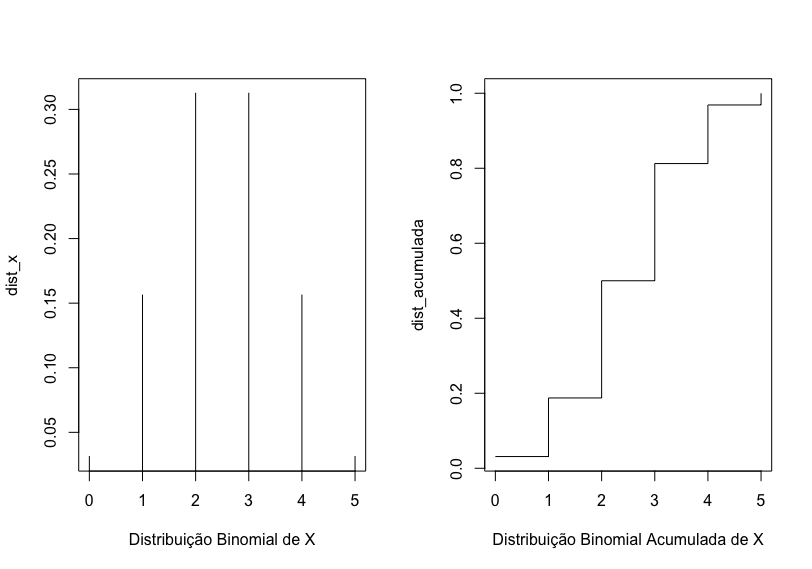 dist_x
0.30
0.25
0.20
0.15
0.10
0.05
0 1 2 3 4 5
Distribuição Binomial de X
dist_acumulada
1.0
0.8
0.6
0.4
0.2
0.0
0 1 2 3 4 5
Distribuição Binomial Acumulada de X